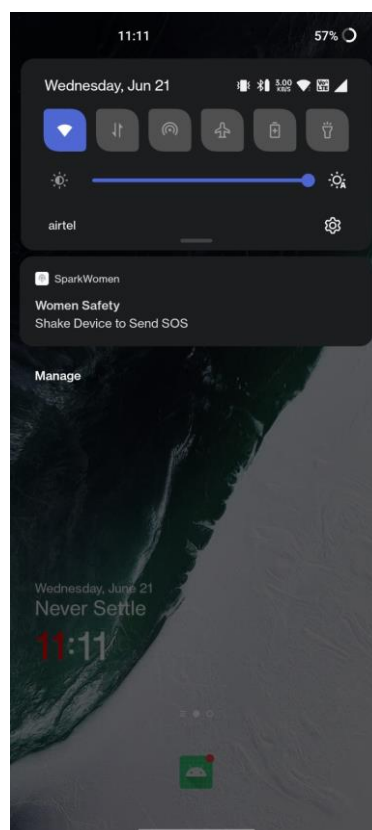 11:11 57%
Wednesday, Jun 21 3.00 KB/S
airtel
SparkWomen
Women Safety
Shake Device to Send SOS
Manage
Wednesday, June 21
Never Settle
11:11